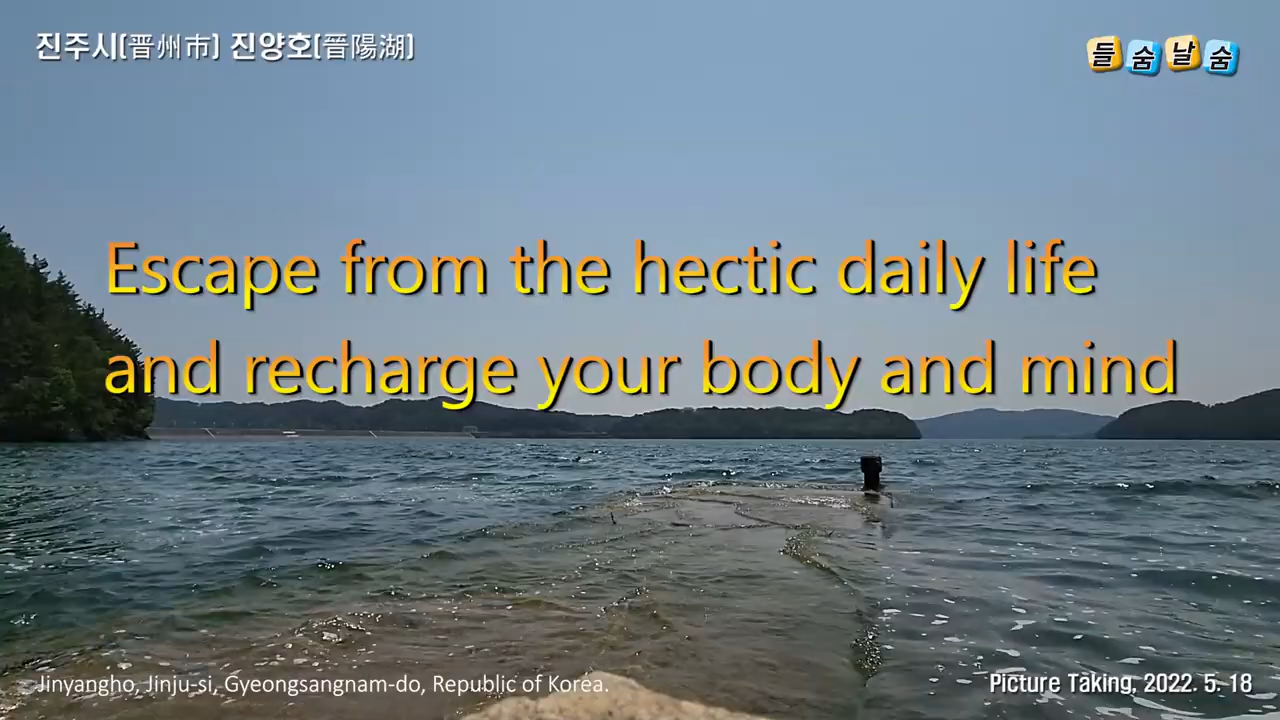 진주시(晋州市) 진양호(晉陽湖)
들숨날숨
Escape from the hectic daily life
and recharge your body and mind
Jinyangho, Jinju-si, Gyeongsangnam-do, Republic of Korea.
Picture Taking, 2022. 5. 18